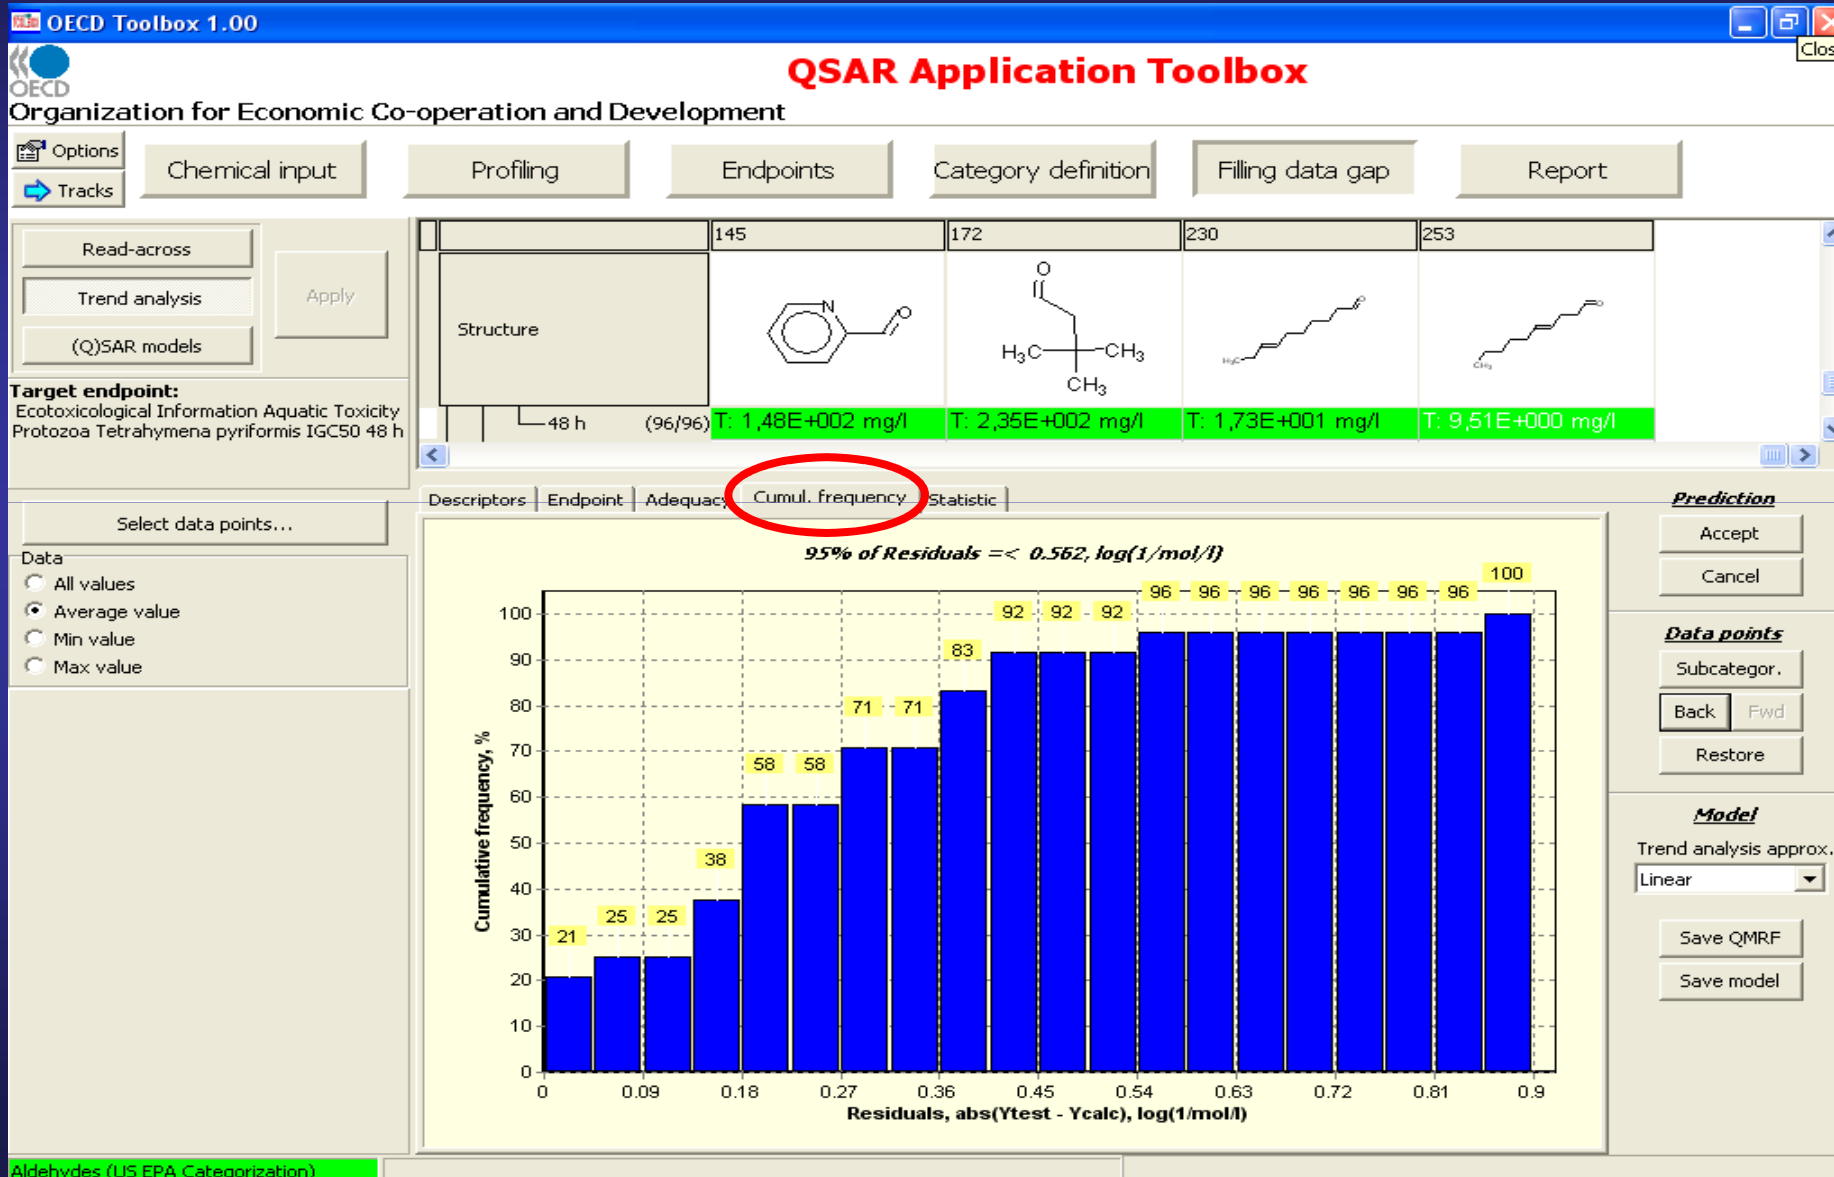 OECD Toolbox 1.00
Clos
OECD
QSAR Application Toolbox
Organization for Economic Co-operation and Development
Options
Tracks
Chemical input
Profiling
Endpoints
Category definition
Filling data gap
Report
Read-across
Trend analysis
(Q)SAR models
Apply
Target endpoint:
Ecotoxicological Information Aquatic Toxicity
Protozoa Tetrahymena pyriformis IGC50 48 h
145 172 230 253
Structure
N O
O H₃C CH₃ CH₃
H₃C O
CH₃ O
48 h (96/96) T: 1,48E+002 mg/l T: 2,35E+002 mg/l T: 1,73E+001 mg/l T: 9,51E+000 mg/l
Select data points...
Data
All values
Average value
Min value
Max value
Descriptors Endpoint Adequacy Cumul. frequency Statistic
95% of Residuals =< 0.562, log(1/mol/l)
Cumulative frequency, %
100
90
80
70
60
50
40
30
20
10
0
21 25 25 38 58 58 71 71 83 92 92 92 96 96 96 96 96 96 96 100
0 0.09 0.18 0.27 0.36 0.45 0.54 0.63 0.72 0.81 0.9
Residuals, abs(Ytest - Ycalc), log(1/mol/l)
Prediction
Accept
Cancel
Data points
Subcategor.
Back Fwd
Restore
Model
Trend analysis approx.
Linear
Save QMRF
Save model
Aldehydes (US EPA Categorization)